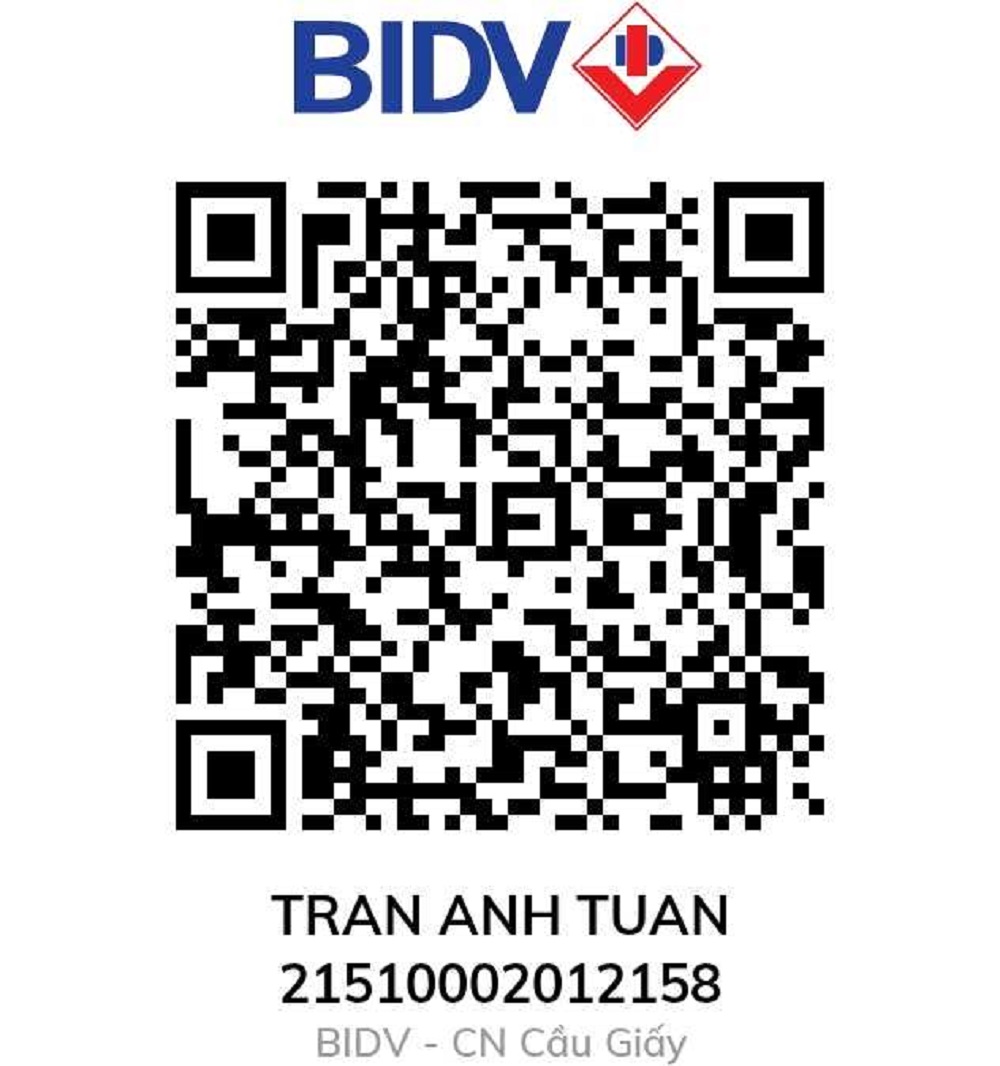 BIDV
TRAN ANH TUAN
21510002012158
BIDV - CN Cầu Giấy